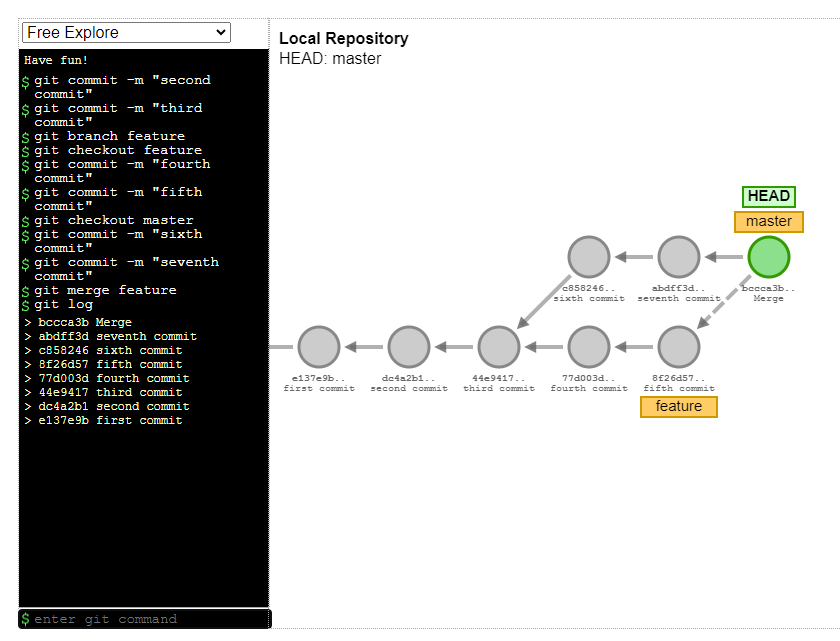 Free Explore
Have fun!
$ git commit -m "second
commit"
$ git commit -m "third
commit"
$ git branch feature
$ git checkout feature
$ git commit -m "fourth
commit"
$ git commit -m "fifth
commit"
$ git checkout master
$ git commit -m "sixth
commit"
$ git commit -m "seventh
commit"
$ git merge feature
$ git log
> bccca3b Merge
> abdff3d seventh commit
> c858246 sixth commit
> 8f26d57 fifth commit
> 77d003d fourth commit
> 44e9417 third commit
> dc4a2b1 second commit
> e137e9b first commit
$ enter git command
Local Repository
HEAD: master
HEAD
master
c858246..
sixth commit
abdff3d..
seventh commit
bccca3b..
Merge
e137e9b..
first commit
dc4a2b1..
second commit
44e9417..
third commit
77d003d..
fourth commit
8f26d57..
fifth commit
feature